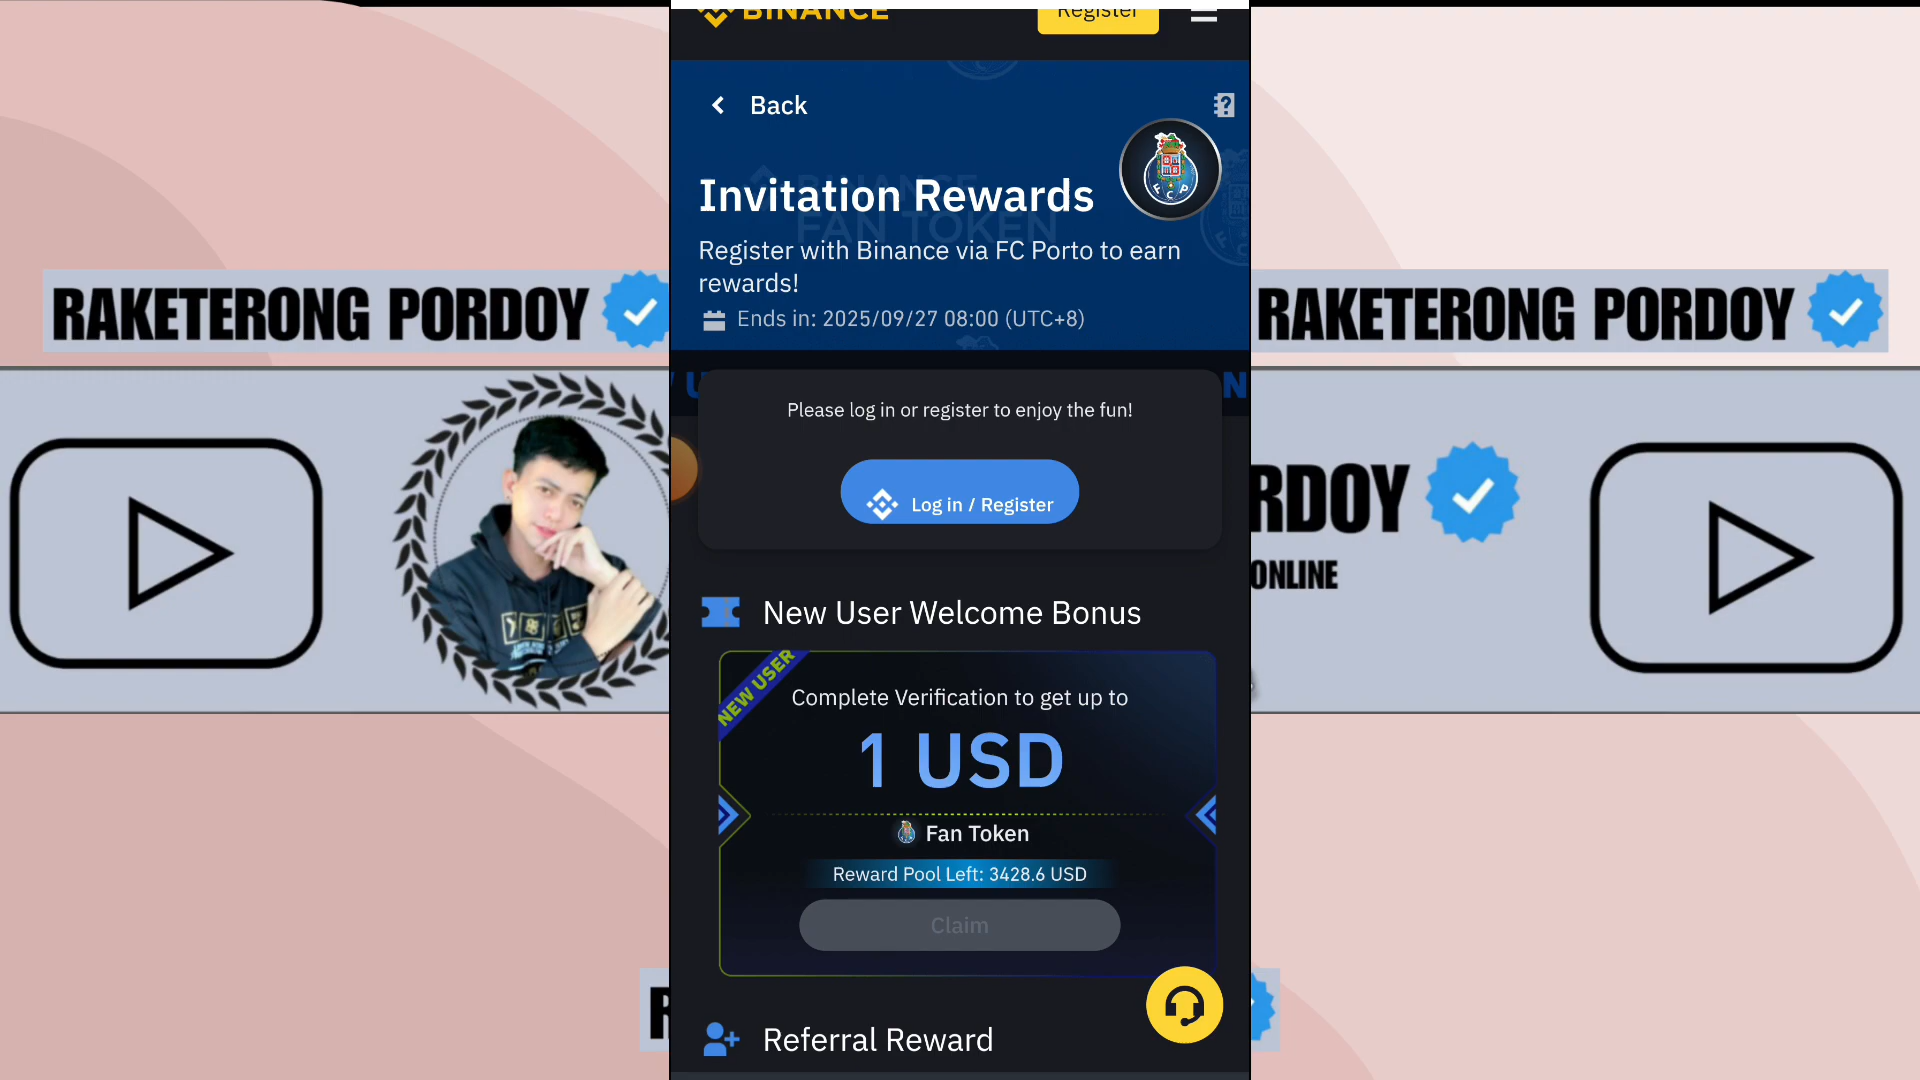 BINANCE
Register
Back
Invitation Rewards
Register with Binance via FC Porto to earn
rewards!
Ends in: 2025/09/27 08:00 (UTC+8)
RAKETERONG PORDOY
RAKETERONG PORDOY
Please log in or register to enjoy the fun!
Log in / Register
RDOY
ONLINE
New User Welcome Bonus
NEW USER
Complete Verification to get up to
1 USD
Fan Token
Reward Pool Left: 3428.6 USD
Claim
Referral Reward